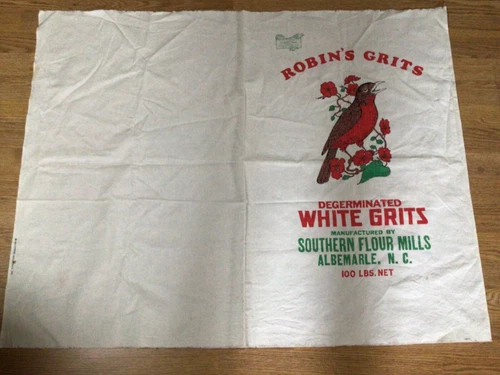 ROBIN'S GRITS
DEGERMINATED
WHITE GRITS
MANUFACTURED BY
SOUTHERN FLOUR MILLS
ALBEMARLE, N. C.
100 LBS. NET